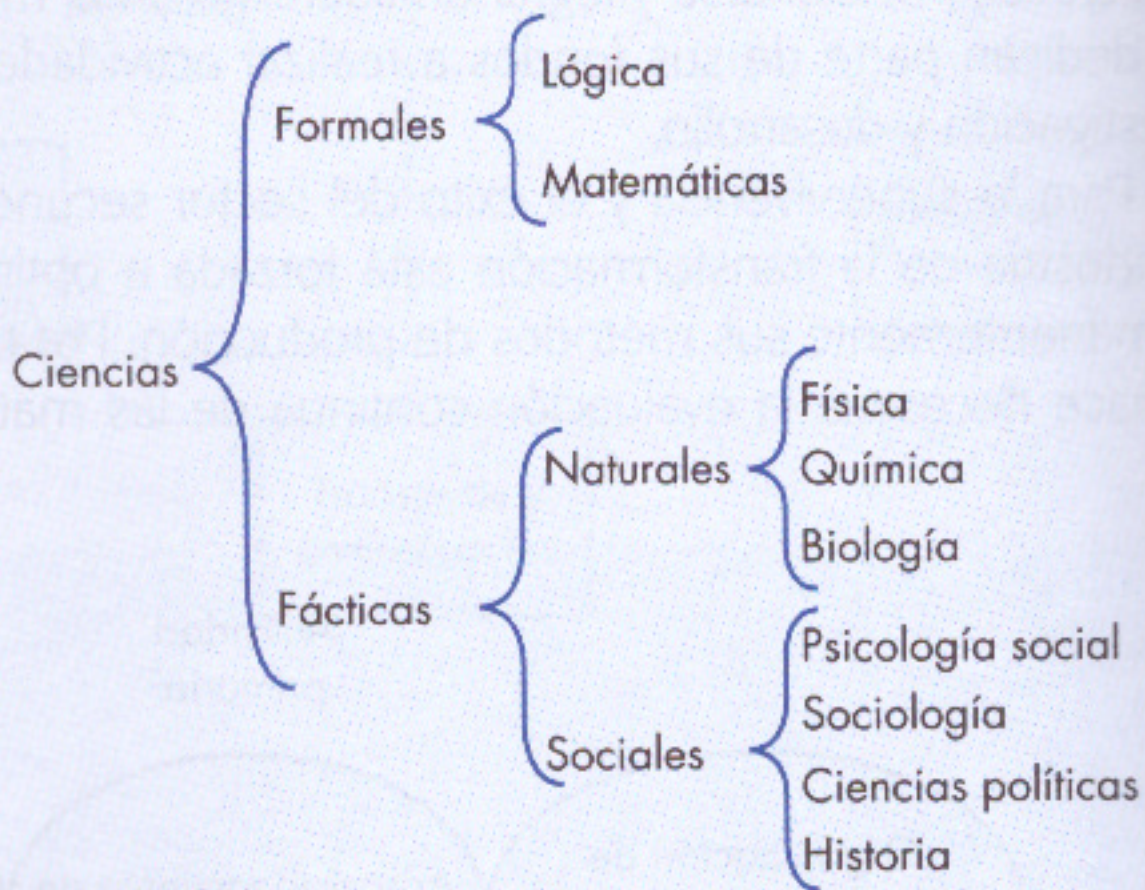 Ciencias
Formales
Lógica
Matemáticas
Fácticas
Naturales
Física
Química
Biología
Sociales
Psicología social
Sociología
Ciencias políticas
Historia